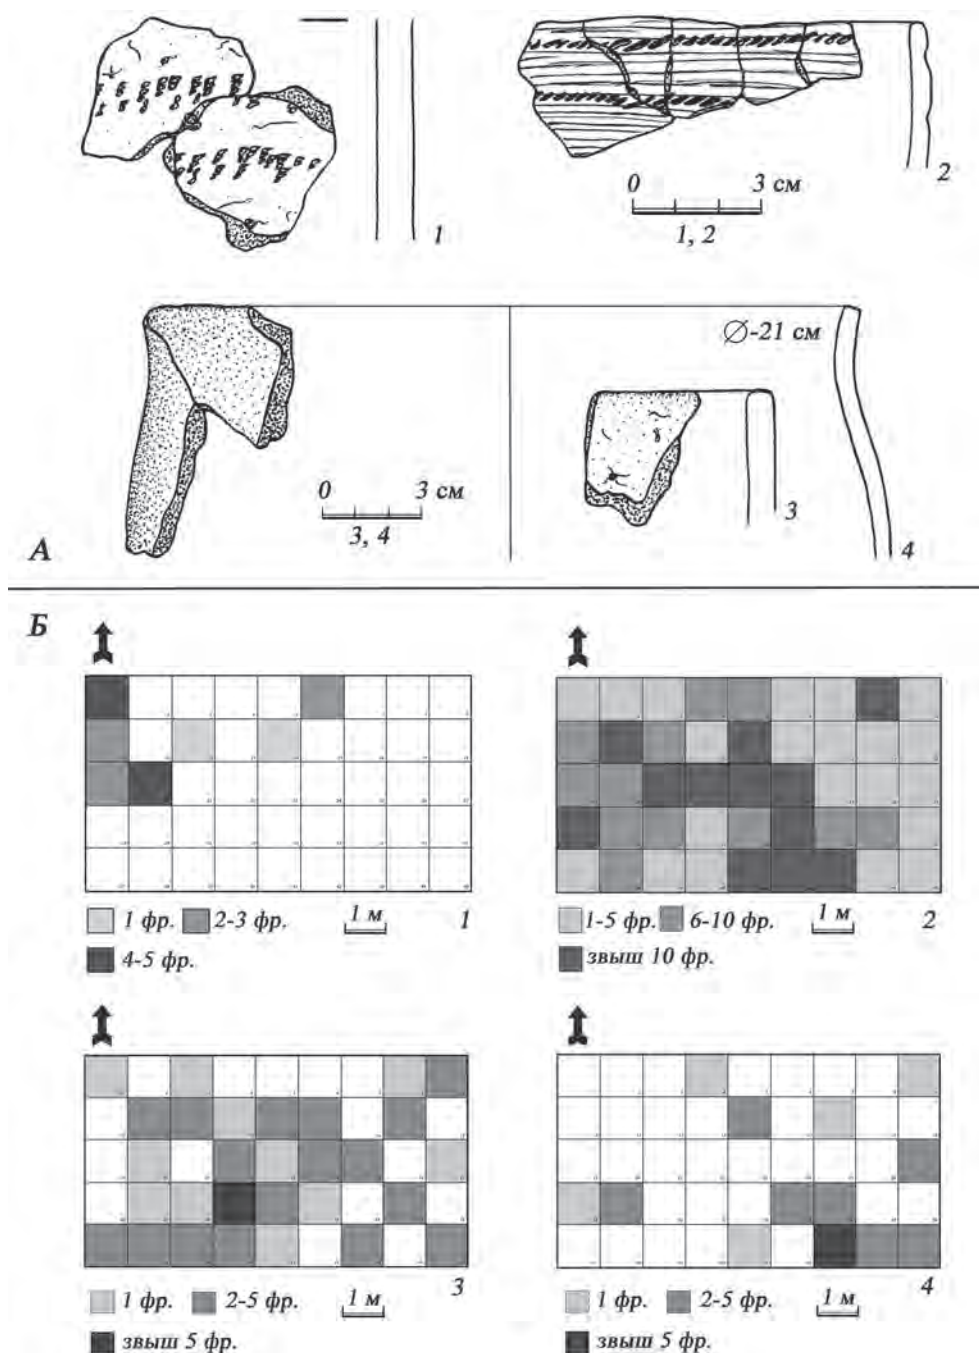 1
2
0 3 см
1, 2
Ø-21 см
0 3 см
3, 4
3
4
А
Б
1 фр. 2-3 фр. 1 м 1
4-5 фр.
1-5 фр. 6-10 фр. 1 м 2
звыш 10 фр.
1 фр. 2-5 фр. 1 м 3
звыш 5 фр.
1 фр. 2-5 фр. 1 м 4
звыш 5 фр.